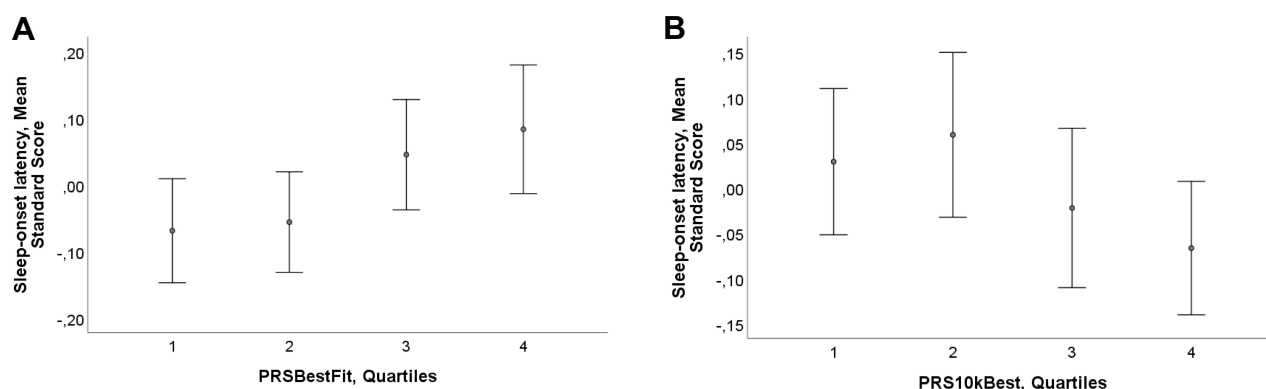 A
Sleep-onset latency, Mean
Standard Score
,20
,10
,00
-,10
-,20
1 2 3 4
PRSBestFit, Quartiles
B
Sleep-onset latency, Mean
Standard Score
,15
,10
,05
,00
-,05
-,10
-,15
1 2 3 4
PRS10kBest, Quartiles